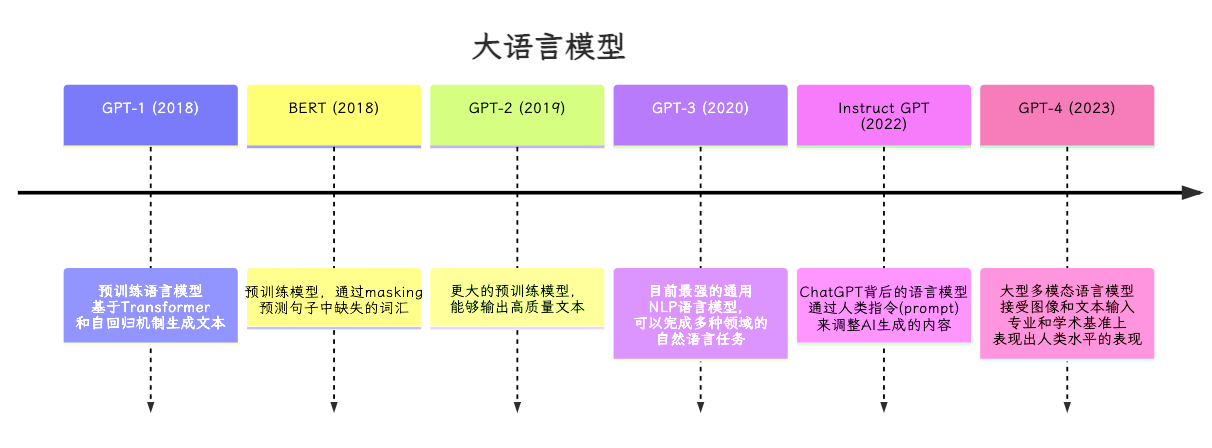 大语言模型
GPT-1 (2018)
BERT (2018)
GPT-2 (2019)
GPT-3 (2020)
Instruct GPT
(2022)
GPT-4 (2023)
预训练语言模型
基于Transformer
和自回归机制生成文本
预训练模型，通过masking
预测句子中缺失的词汇
更大的预训练模型，
能够输出高质量文本
目前最强的通用
NLP语言模型，
可以完成多种领域的
自然语言任务
ChatGPT背后的语言模型
通过人类指令(prompt)
来调整AI生成的内容
大型多模态语言模型
接受图像和文本输入
专业和学术基准上
表现出人类水平的表现